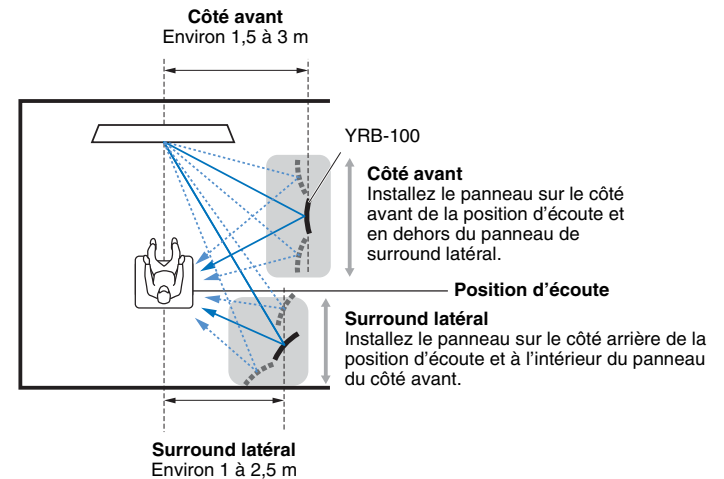 Côté avant
Environ 1,5 à 3 m
YRB-100
Côté avant
Installez le panneau sur le côté
avant de la position d'écoute et
en dehors du panneau de
surround latéral.
Position d'écoute
Surround latéral
Installez le panneau sur le côté arrière de la
position d'écoute et à l'intérieur du panneau
du côté avant.
Surround latéral
Environ 1 à 2,5 m